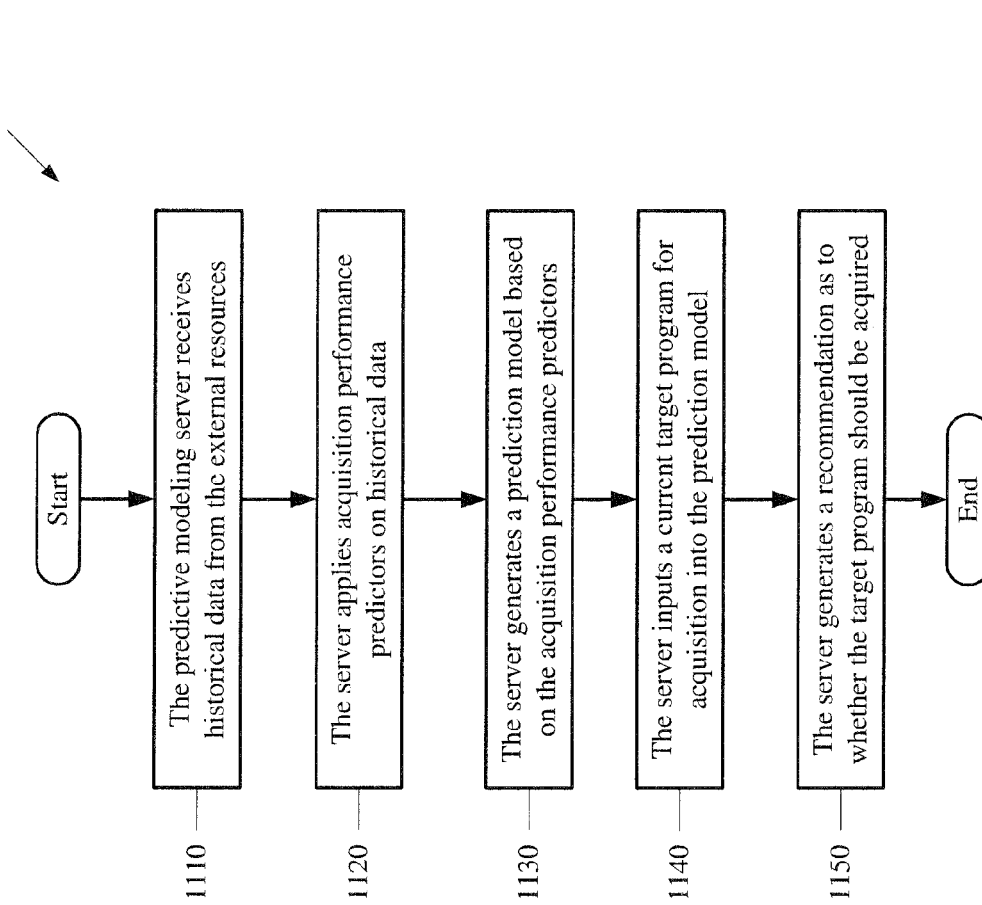 Start
1110
The predictive modeling server receives
historical data from the external resources
1120
The server applies acquisition performance
predictors on historical data
1130
The server generates a prediction model based
on the acquisition performance predictors
1140
The server inputs a current target program for
acquisition into the prediction model
1150
The server generates a recommendation as to
whether the target program should be acquired
End